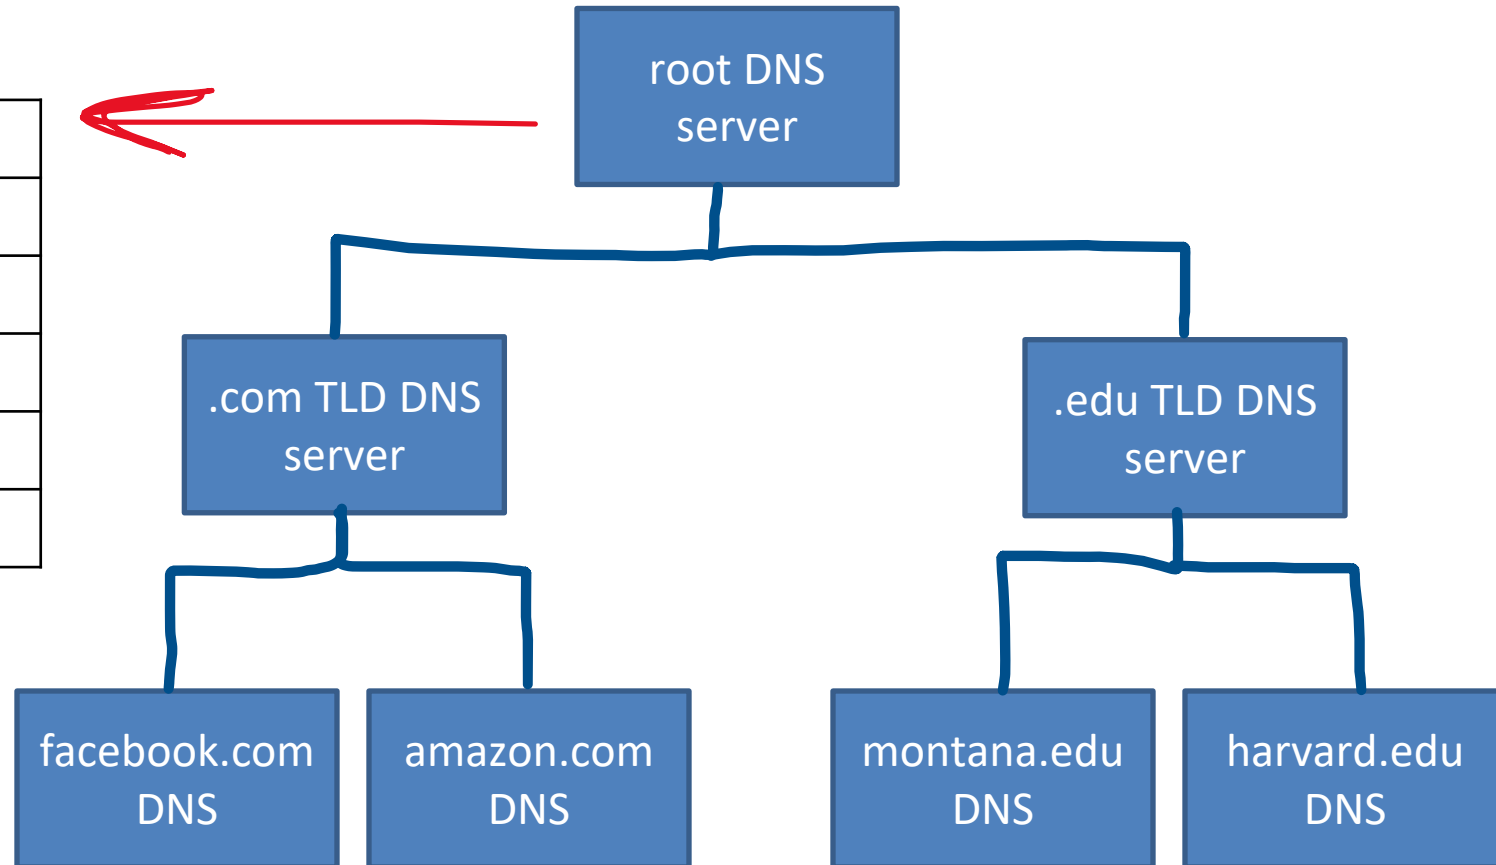 root DNS
server
.com TLD DNS
server
.edu TLD DNS
server
facebook.com
DNS
amazon.com
DNS
montana.edu
DNS
harvard.edu
DNS